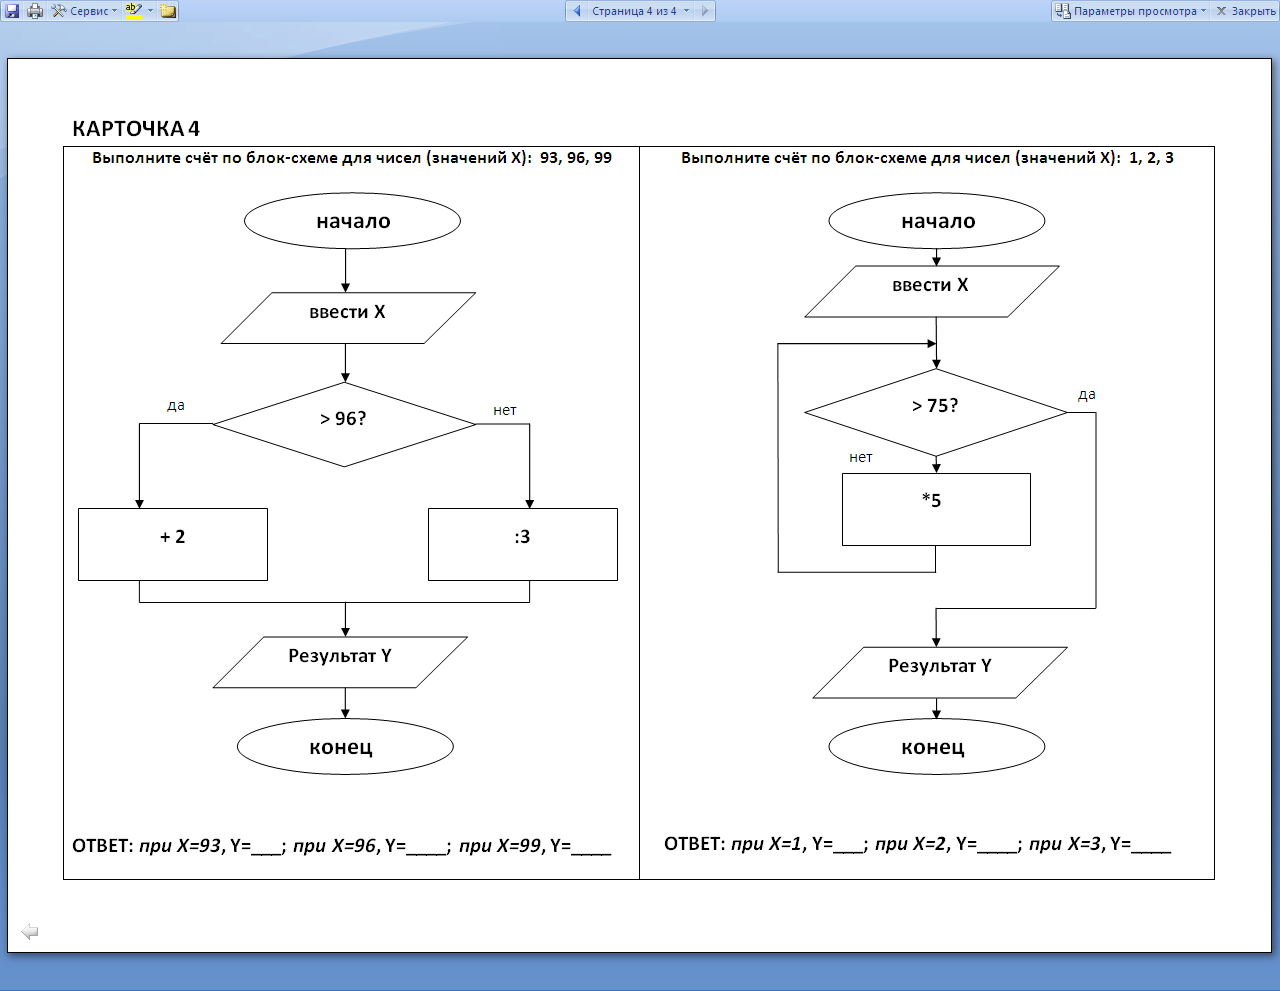 Сервис
Страница 4 из 4
Параметры просмотра
Закрыть
КАРТОЧКА 4
Выполните счёт по блок-схеме для чисел (значений X): 93, 96, 99
начало
ввести X
> 96?
да
нет
+ 2
:3
Результат Y
конец
ОТВЕТ: при X=93, Y=___; при X=96, Y=____; при X=99, Y=____
Выполните счёт по блок-схеме для чисел (значений X): 1, 2, 3
начало
ввести X
> 75?
да
нет
*5
Результат Y
конец
ОТВЕТ: при X=1, Y=___; при X=2, Y=____; при X=3, Y=____